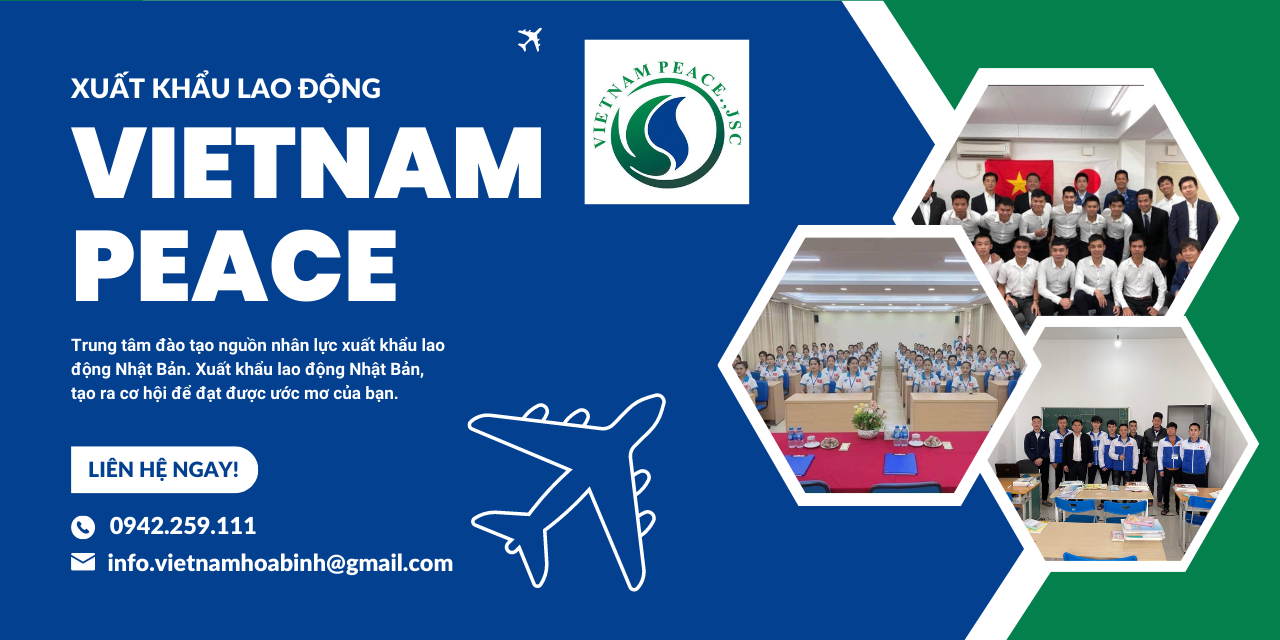 XUẤT KHẨU LAO ĐỘNG
VIETNAM
PEACE
VIETNAM PEACE.,JSC
Trung tâm đào tạo nguồn nhân lực xuất khẩu lao
động Nhật Bản. Xuất khẩu lao động Nhật Bản,
tạo ra cơ hội để đạt được ước mơ của bạn.
LIÊN HỆ NGAY!
0942.259.111
info.vietnamhoabinh@gmail.com